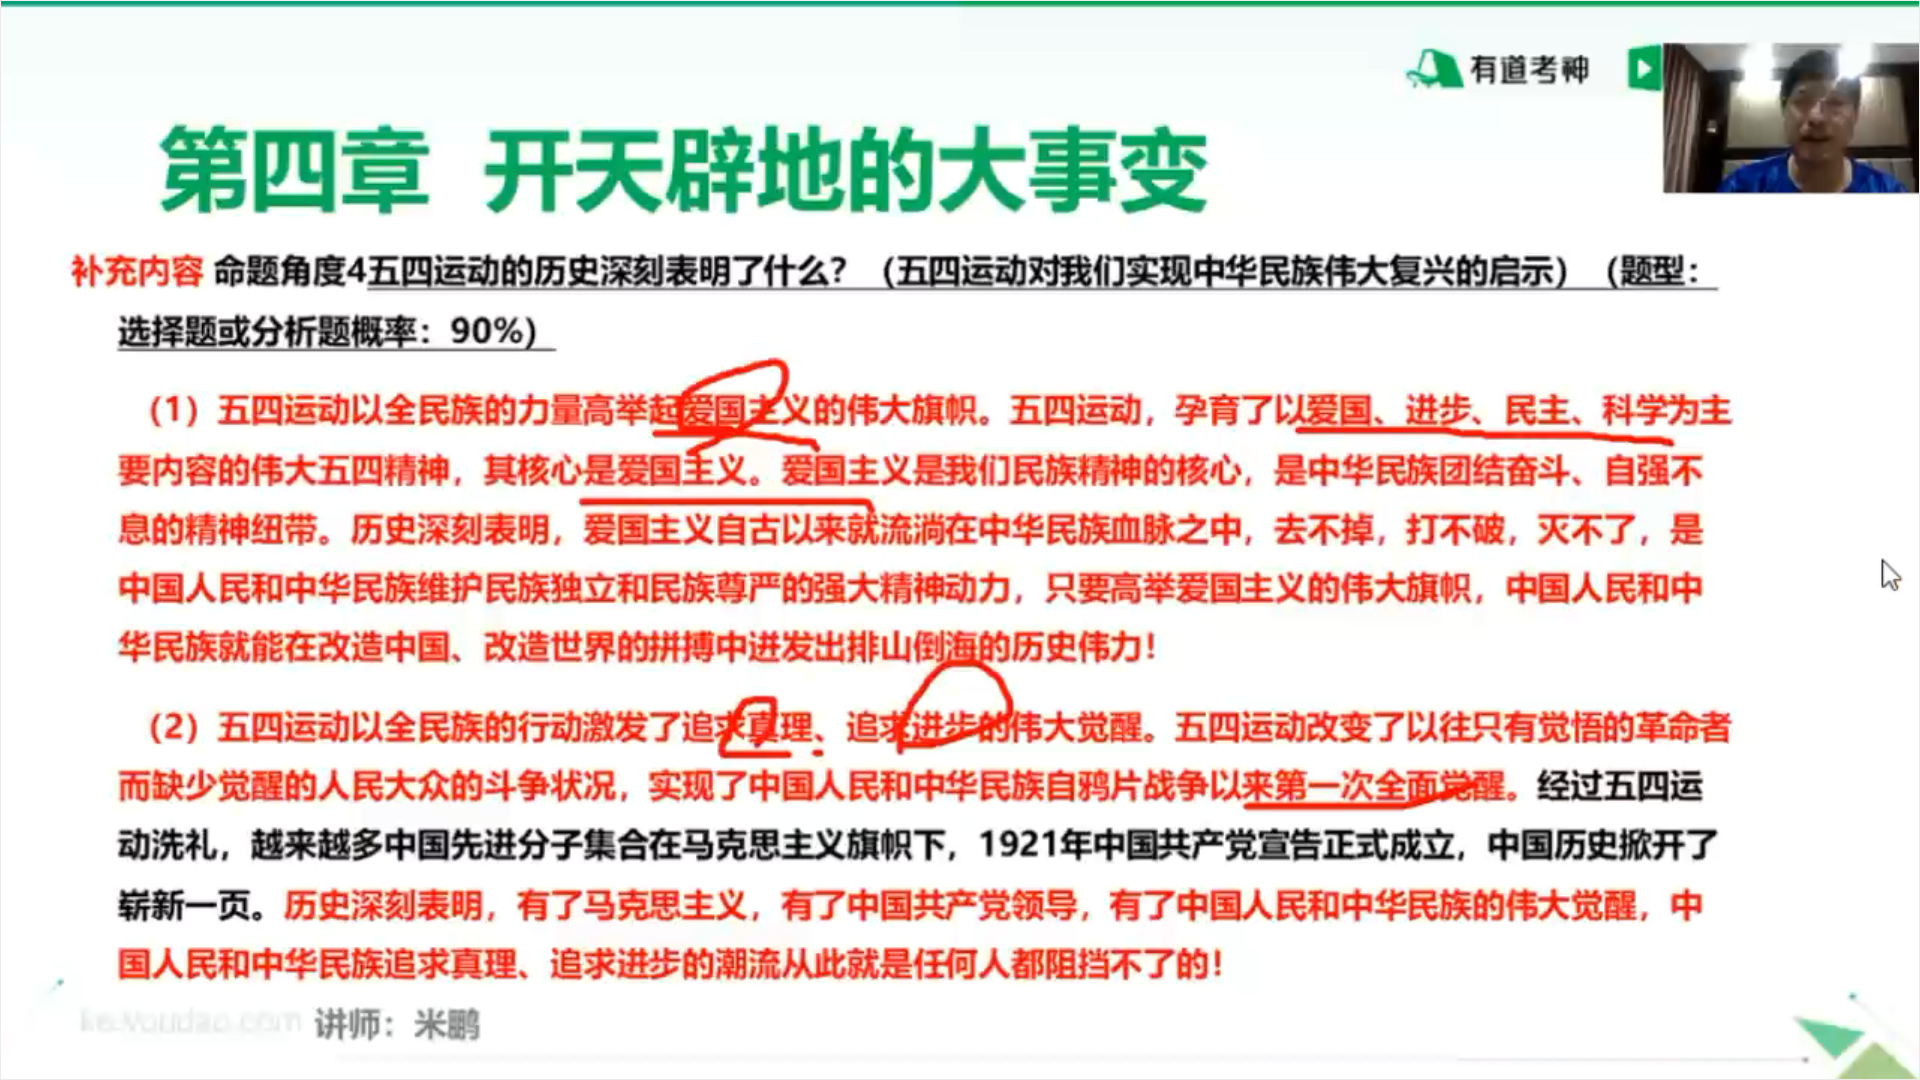 有道考神
第四章 开天辟地的大事变
补充内容 命题角度4五四运动的历史深刻表明了什么？（五四运动对我们实现中华民族伟大复兴的启示）（题型：
选择题或分析题概率：90%）
（1）五四运动以全民族的力量高举起爱国主义的伟大旗帜。五四运动，孕育了以爱国、进步、民主、科学为主
要内容的伟大五四精神，其核心是爱国主义。爱国主义是我们民族精神的核心，是中华民族团结奋斗、自强不
息的精神纽带。历史深刻表明，爱国主义自古以来就流淌在中华民族血脉之中，去不掉，打不破，灭不了，是
中国人民和中华民族维护民族独立和民族尊严的强大精神动力，只要高举爱国主义的伟大旗帜，中国人民和中
华民族就能在改造中国、改造世界的拼搏中迸发出排山倒海的历史伟力！
（2）五四运动以全民族的行动激发了追求真理、追求进步的伟大觉醒。五四运动改变了以往只有觉悟的革命者
而缺少觉醒的人民大众的斗争状况，实现了中国人民和中华民族自鸦片战争以来第一次全面觉醒。经过五四运
动洗礼，越来越多中国先进分子集合在马克思主义旗帜下，1921年中国共产党宣告正式成立，中国历史掀开了
崭新一页。历史深刻表明，有了马克思主义，有了中国共产党领导，有了中国人民和中华民族的伟大觉醒，中
国人民和中华民族追求真理、追求进步的潮流从此就是任何人都阻挡不了的！
ke.youdao.com 讲师：米鹏